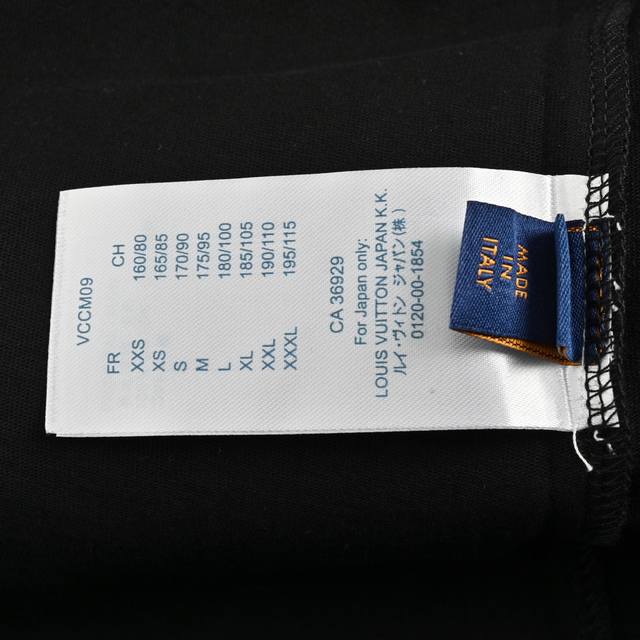 VCCM09
FR CH
XXS 160/80
XS 165/85
S 170/90
M 175/95
L 180/100
XL 185/105
XXL 190/110
XXXL 195/115
CA 36929
For Japan only:
LOUIS VUITTON JAPAN K.K.
ルイ・ヴィトン ジャパン(株)
0120-00-1854
MADE
IN
ITALY